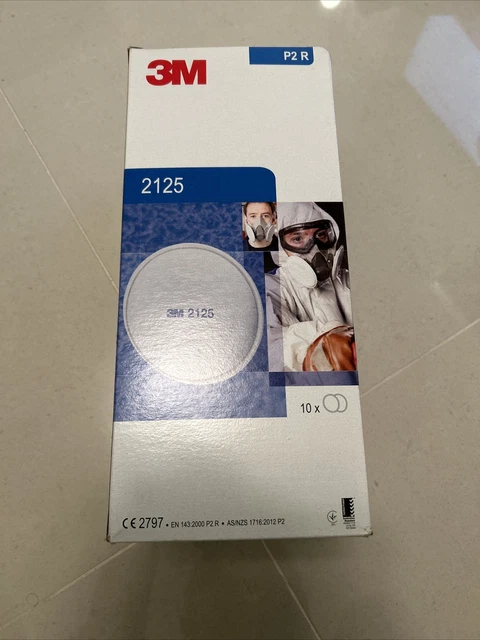 P2 R
3M
2125
3M 2125
10 x
CE 2797 • EN 143:2000 P2 R • AS/NZS 1716:2012 P2